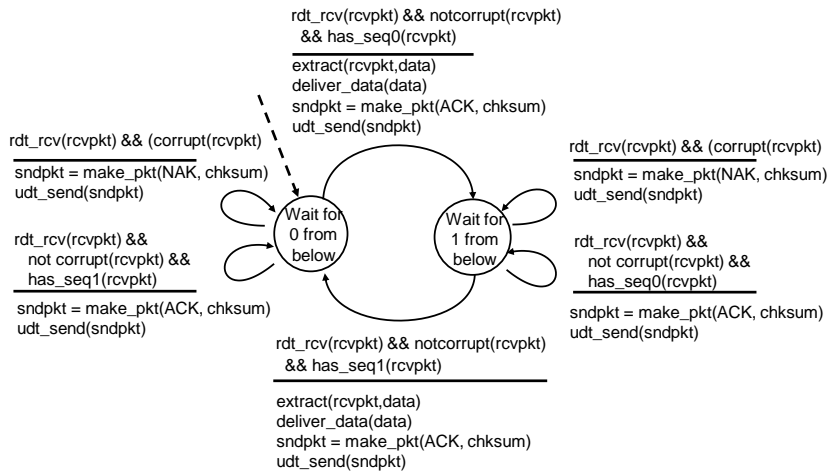 rdt_rcv(rcvpkt) && notcorrupt(rcvpkt)
&& has_seq0(rcvpkt)
extract(rcvpkt,data)
deliver_data(data)
sndpkt = make_pkt(ACK, chksum)
udt_send(sndpkt)
rdt_rcv(rcvpkt) && (corrupt(rcvpkt)
sndpkt = make_pkt(NAK, chksum)
udt_send(sndpkt)
rdt_rcv(rcvpkt) &&
not corrupt(rcvpkt) &&
has_seq1(rcvpkt)
sndpkt = make_pkt(ACK, chksum)
udt_send(sndpkt)
Wait for
0 from
below
Wait for
1 from
below
rdt_rcv(rcvpkt) && (corrupt(rcvpkt)
sndpkt = make_pkt(NAK, chksum)
udt_send(sndpkt)
rdt_rcv(rcvpkt) &&
not corrupt(rcvpkt) &&
has_seq0(rcvpkt)
sndpkt = make_pkt(ACK, chksum)
udt_send(sndpkt)
rdt_rcv(rcvpkt) && notcorrupt(rcvpkt)
&& has_seq1(rcvpkt)
extract(rcvpkt,data)
deliver_data(data)
sndpkt = make_pkt(ACK, chksum)
udt_send(sndpkt)